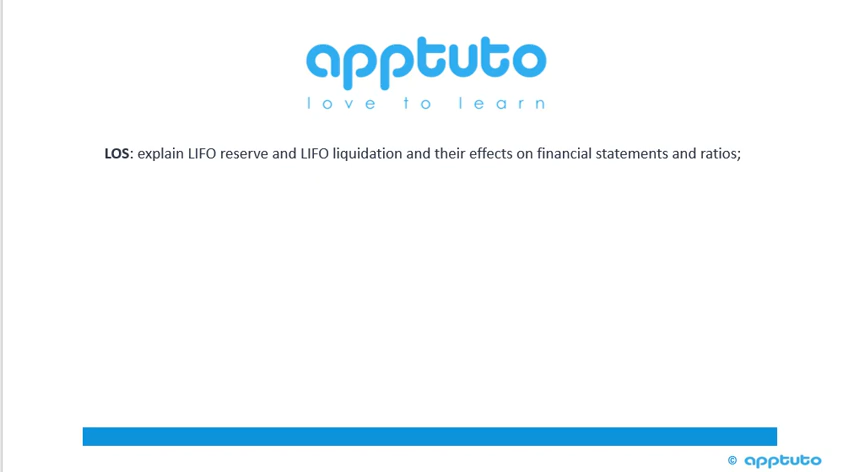 apptuto
love to learn
LOS: explain LIFO reserve and LIFO liquidation and their effects on financial statements and ratios;
© apptuto